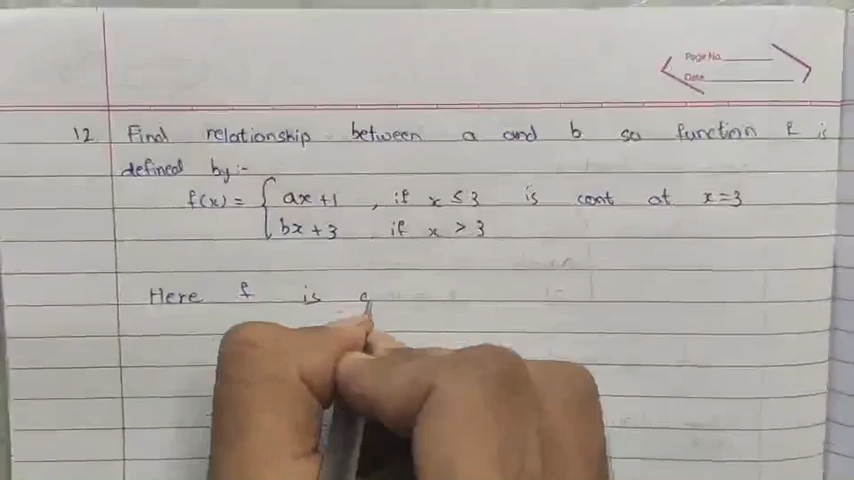 Page No.
Date
12 Find relationship between a and b so function f is
defined by:-
f(x) = { ax + 1 , if x ≤ 3 is cont at x = 3
bx + 3 if x > 3
Here f is